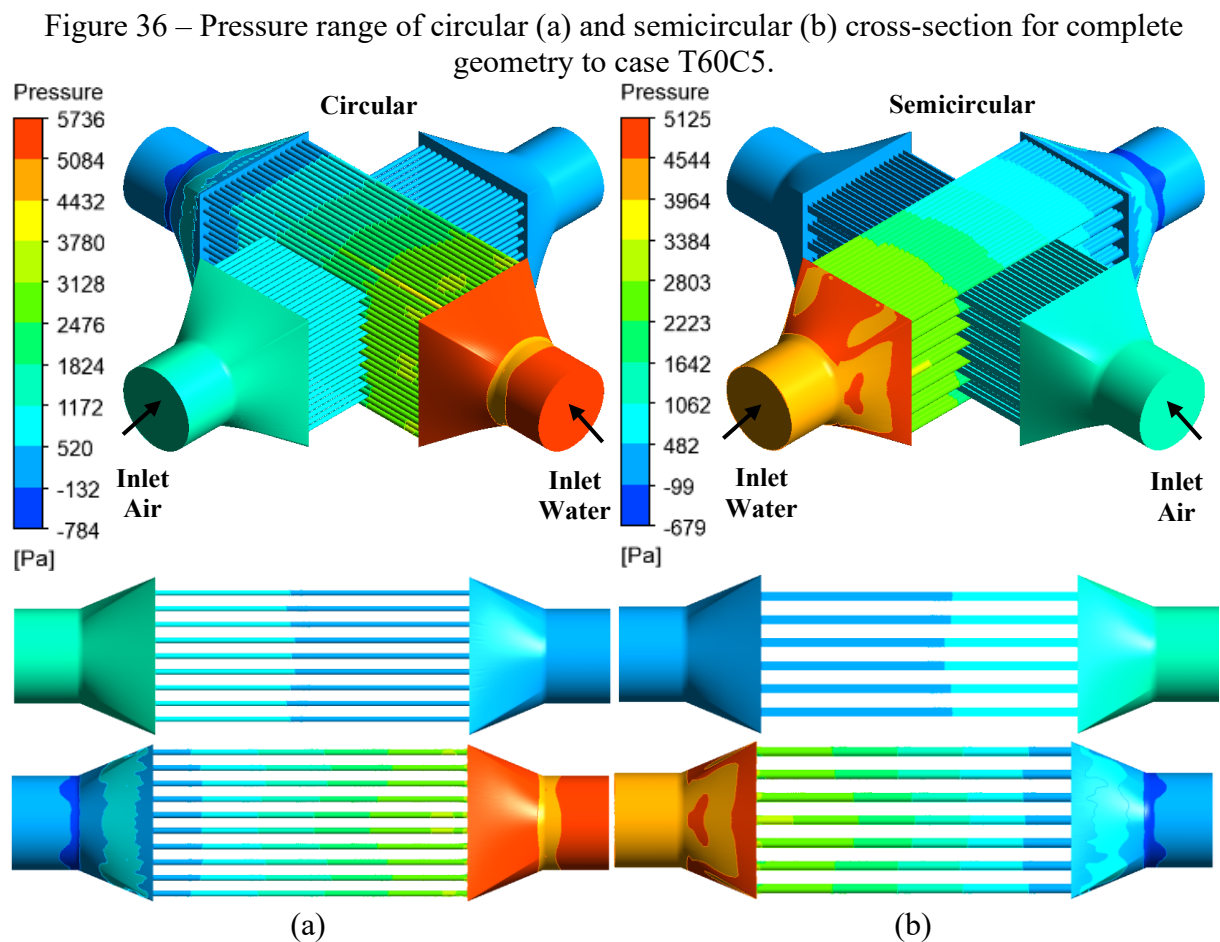 Figure 36 – Pressure range of circular (a) and semicircular (b) cross-section for complete
geometry to case T60C5.
Pressure
Circular
5736
5084
4432
3780
3128
2476
1824
1172
520
-132
-784
[Pa]
Inlet
Air
Inlet
Water
Pressure
Semicircular
5125
4544
3964
3384
2803
2223
1642
1062
482
-99
-679
[Pa]
Inlet
Water
Inlet
Air
(a)
(b)